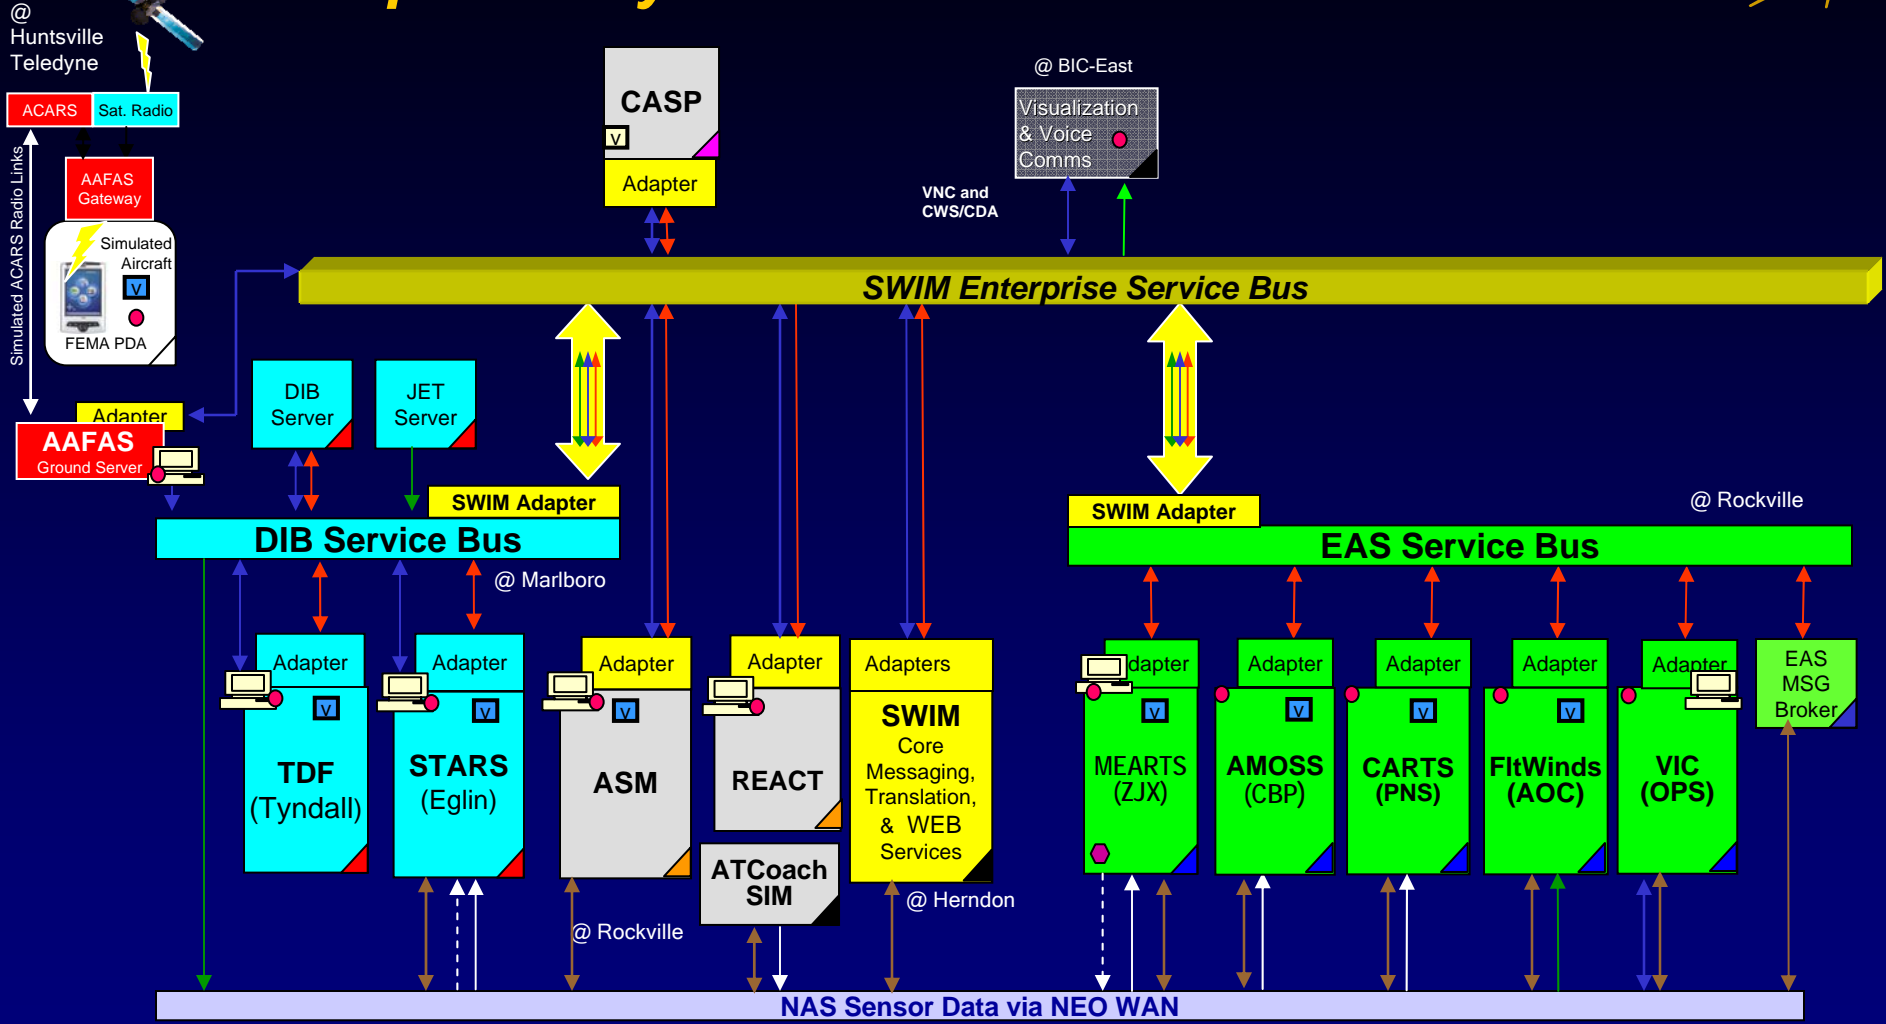 @
Huntsville
Teledyne
ACARS
Sat. Radio
Simulated ACARS Radio Links
AAFAS
Gateway
Simulated
Aircraft
V
FEMA PDA
Adapter
AAFAS
Ground Server
CASP
V
Adapter
@ BIC-East
Visualization
& Voice
Comms
VNC and
CWS/CDA
SWIM Enterprise Service Bus
DIB
Server
JET
Server
SWIM Adapter
DIB Service Bus
@ Marlboro
SWIM Adapter
@ Rockville
EAS Service Bus
Adapter
V
TDF
(Tyndall)
Adapter
V
STARS
(Eglin)
Adapter
V
ASM
Adapter
REACT
ATCoach
SIM
Adapters
SWIM
Core
Messaging,
Translation,
& WEB
Services
@ Rockville
@ Herndon
dapter
V
MEARTS
(ZJX)
Adapter
V
AMOSS
(CBP)
Adapter
V
CARTS
(PNS)
Adapter
V
FltWinds
(AOC)
Adapter
VIC
(OPS)
EAS
MSG
Broker
NAS Sensor Data via NEO WAN